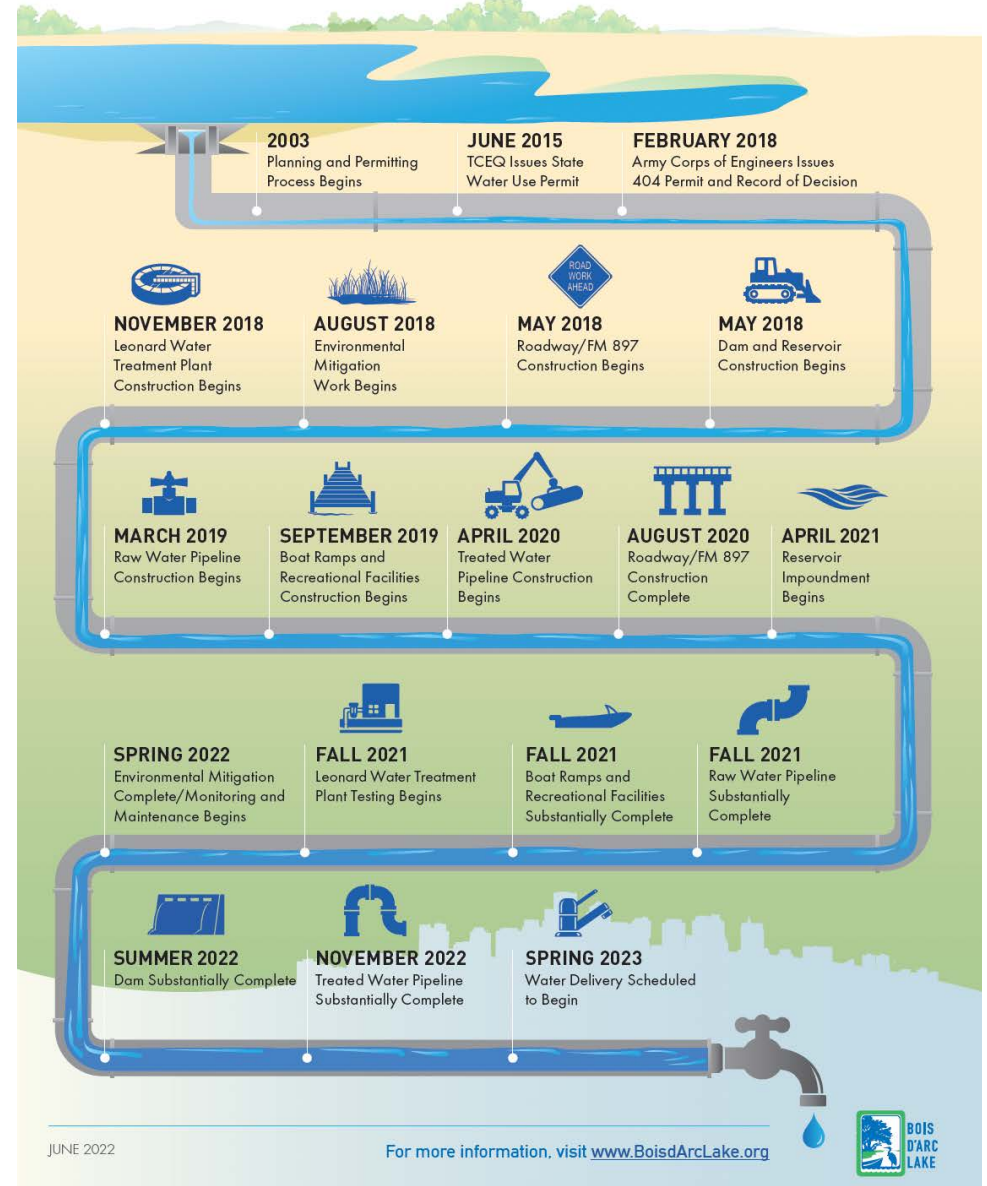 2003
Planning and Permitting
Process Begins
JUNE 2015
TCEQ Issues State
Water Use Permit
FEBRUARY 2018
Army Corps of Engineers Issues
404 Permit and Record of Decision
NOVEMBER 2018
Leonard Water
Treatment Plant
Construction Begins
AUGUST 2018
Environmental
Mitigation
Work Begins
ROAD
WORK
AHEAD
MAY 2018
Roadway/FM 897
Construction Begins
MAY 2018
Dam and Reservoir
Construction Begins
MARCH 2019
Raw Water Pipeline
Construction Begins
SEPTEMBER 2019
Boat Ramps and
Recreational Facilities
Construction Begins
APRIL 2020
Treated Water
Pipeline Construction
Begins
AUGUST 2020
Roadway/FM 897
Construction
Complete
APRIL 2021
Reservoir
Impoundment
Begins
SPRING 2022
Environmental Mitigation
Complete/Monitoring and
Maintenance Begins
FALL 2021
Leonard Water Treatment
Plant Testing Begins
FALL 2021
Boat Ramps and
Recreational Facilities
Substantially Complete
FALL 2021
Raw Water Pipeline
Substantially
Complete
SUMMER 2022
Dam Substantially Complete
NOVEMBER 2022
Treated Water Pipeline
Substantially Complete
SPRING 2023
Water Delivery Scheduled
to Begin
JUNE 2022
For more information, visit www.BoisdArcLake.org
BOIS
D'ARC
LAKE